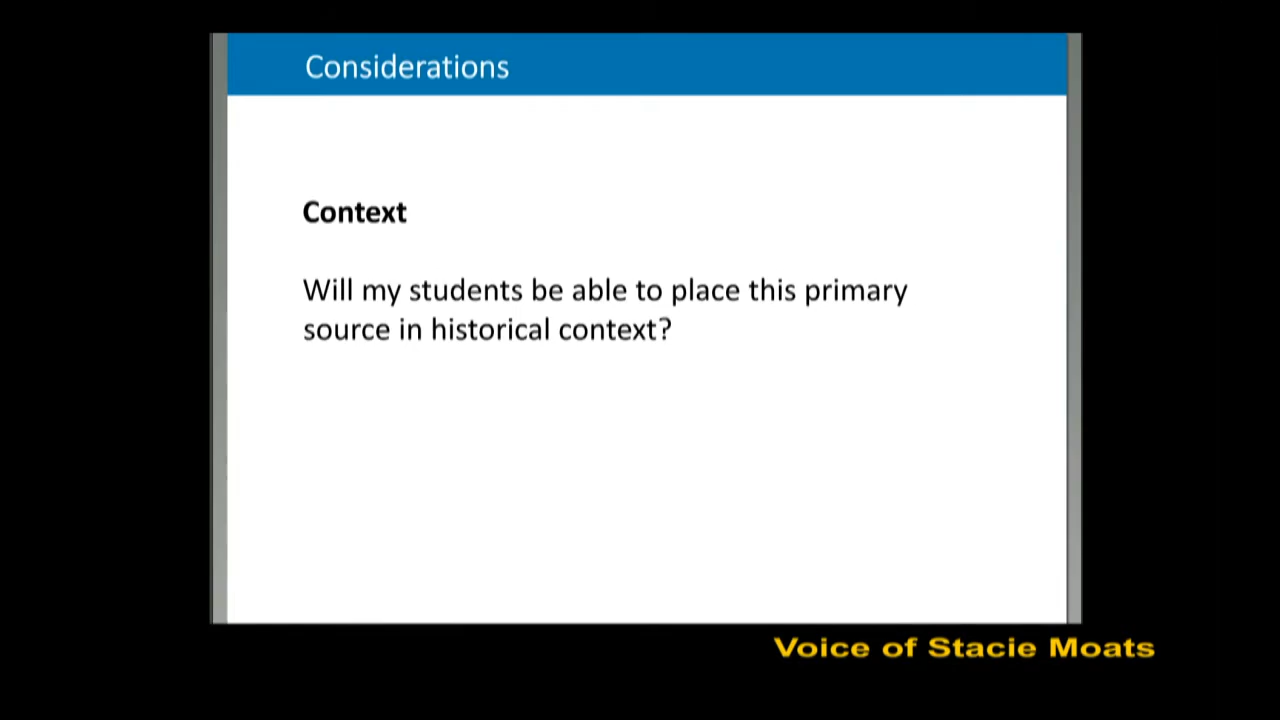 Considerations
Context
Will my students be able to place this primary
source in historical context?
Voice of Stacie Moats